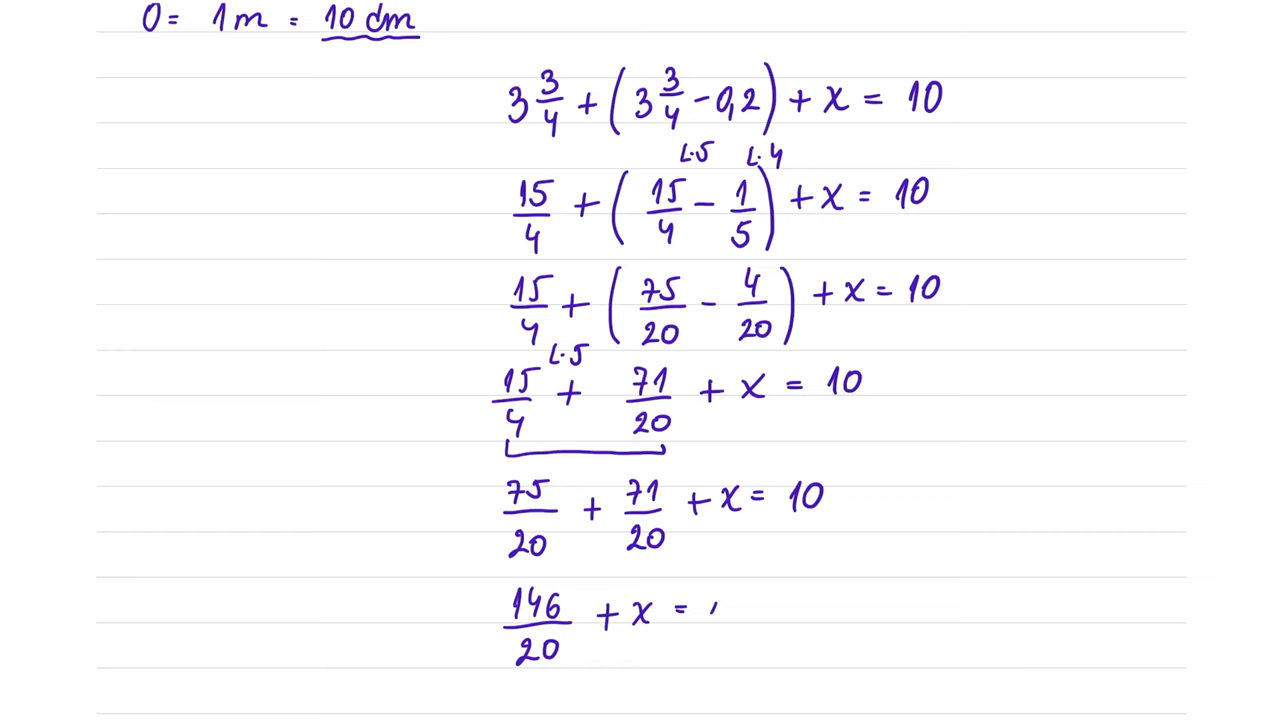 O = 1 m = 10 dm
3 3/4 + (3 3/4 - 0,2) + x = 10
L·5 L·4
15/4 + (15/4 - 1/5) + x = 10
15/4 + (75/20 - 4/20) + x = 10
L·5
15/4 + 71/20 + x = 10
75/20 + 71/20 + x = 10
146/20 + x =